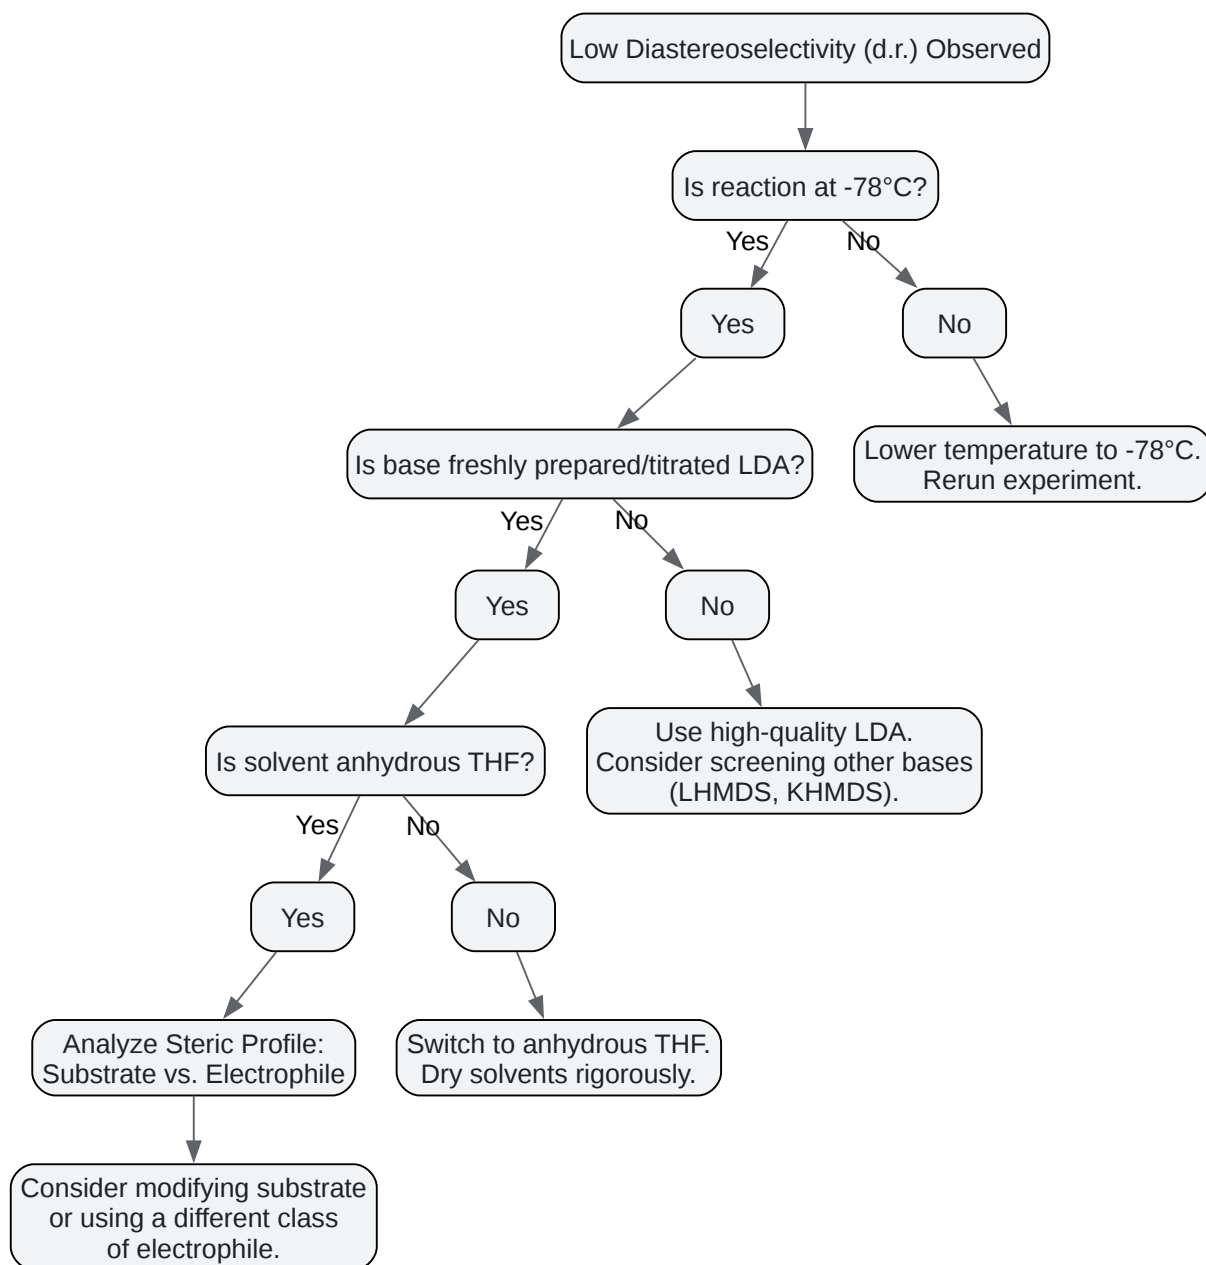 Low Diastereoselectivity (d.r.) Observed
Is reaction at -78°C?
Yes
No
Yes
No
Is base freshly prepared/titrated LDA?
Lower temperature to -78°C.
Rerun experiment.
Yes
No
Yes
No
Is solvent anhydrous THF?
Use high-quality LDA.
Consider screening other bases
(LHMDS, KHMDS).
Yes
No
Yes
No
Analyze Steric Profile:
Substrate vs. Electrophile
Switch to anhydrous THF.
Dry solvents rigorously.
Consider modifying substrate
or using a different class
of electrophile.